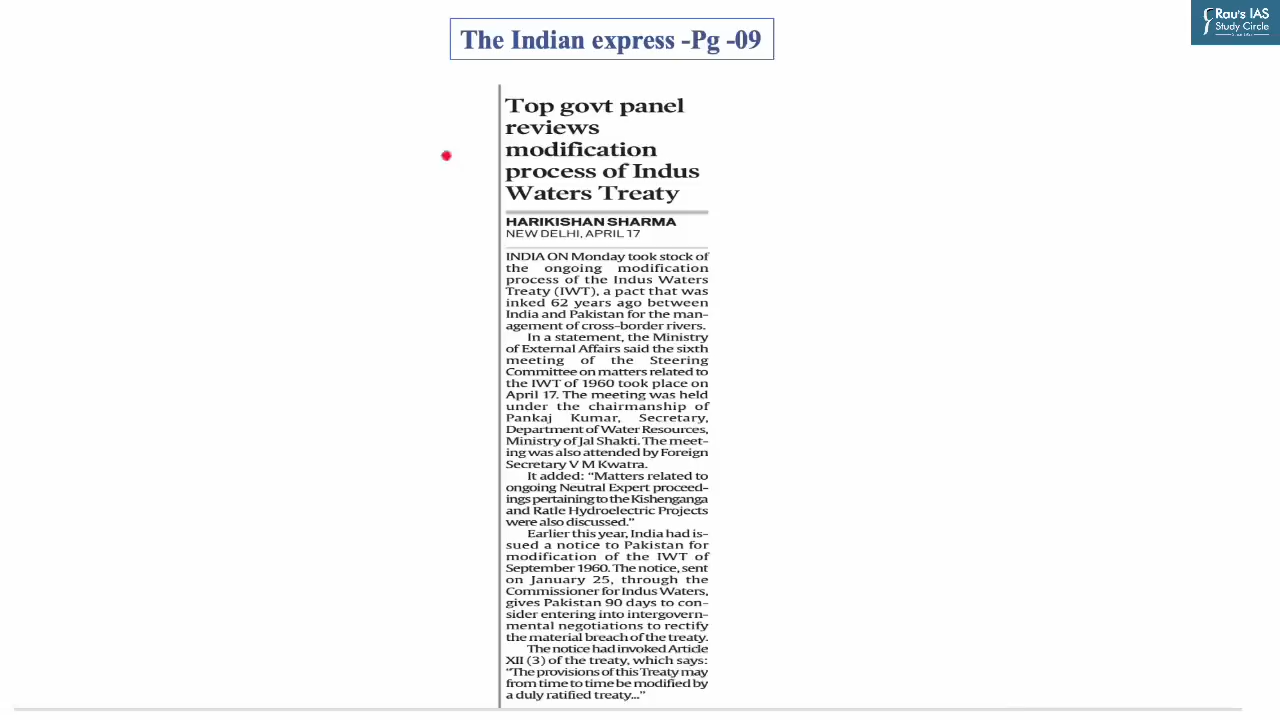 The Indian express -Pg -09
Rau's IAS
Study Circle
Top govt panel
reviews
modification
process of Indus
Waters Treaty
HARIKISHAN SHARMA
NEW DELHI, APRIL 17
INDIA ON Monday took stock of
the ongoing modification
process of the Indus Waters
Treaty (IWT), a pact that was
inked 62 years ago between
India and Pakistan for the man-
agement of cross-border rivers.
In a statement, the Ministry
of External Affairs said the sixth
meeting of the Steering
Committee on matters related to
the IWT of 1960 took place on
April 17. The meeting was held
under the chairmanship of
Pankaj Kumar, Secretary,
Department of Water Resources,
Ministry of Jal Shakti. The meet-
ing was also attended by Foreign
Secretary V M Kwatra.
It added: “Matters related to
ongoing Neutral Expert proceed-
ings pertaining to the Kishenganga
and Ratle Hydroelectric Projects
were also discussed.”
Earlier this year, India had is-
sued a notice to Pakistan for
modification of the IWT of
September 1960. The notice, sent
on January 25, through the
Commissioner for Indus Waters,
gives Pakistan 90 days to con-
sider entering into intergovern-
mental negotiations to rectify
the material breach of the treaty.
The notice had invoked Article
XII (3) of the treaty, which says:
“The provisions of this Treaty may
from time to time be modified by
a duly ratified treaty...”